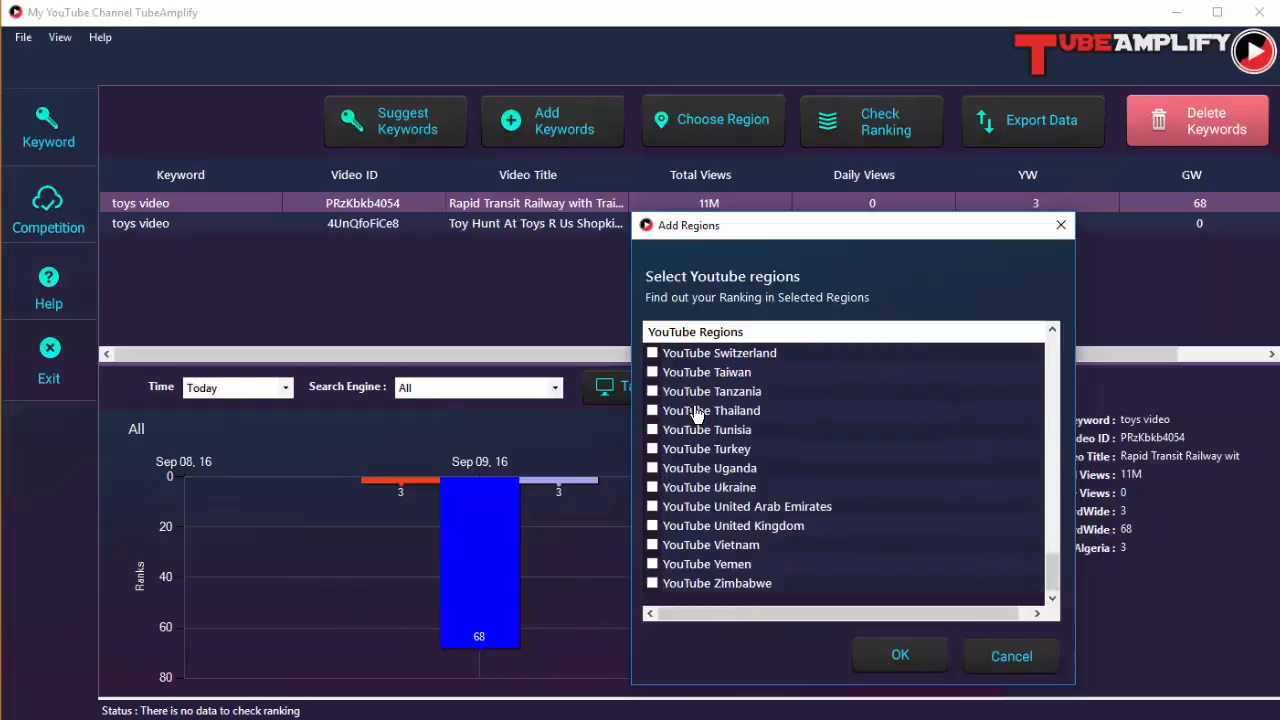 My YouTube Channel TubeAmplify
File View Help
TUBEAMPLIFY
Keyword
Competition
Help
Exit
Suggest Keywords
Add Keywords
Choose Region
Check Ranking
Export Data
Delete Keywords
Keyword Video ID Video Title Total Views Daily Views YW GW
toys video PRzKbkb4054 Rapid Transit Railway with Trai... 11M 0 3 68
toys video 4UnQfoFiCe8 Toy Hunt At Toys R Us Shopki... 0
Time Today Search Engine : All
All
Sep 08, 16 Sep 09, 16
Ranks
0
20
40
60
80
3
68
3
Add Regions
Select Youtube regions
Find out your Ranking in Selected Regions
YouTube Regions
YouTube Switzerland
YouTube Taiwan
YouTube Tanzania
YouTube Thailand
YouTube Tunisia
YouTube Turkey
YouTube Uganda
YouTube Ukraine
YouTube United Arab Emirates
YouTube United Kingdom
YouTube Vietnam
YouTube Yemen
YouTube Zimbabwe
OK Cancel
eyword : toys video
deo ID : PRzKbkb4054
o Title : Rapid Transit Railway wit
l Views : 11M
Views : 0
rdWide : 3
rdWide : 68
Algeria : 3
Status : There is no data to check ranking